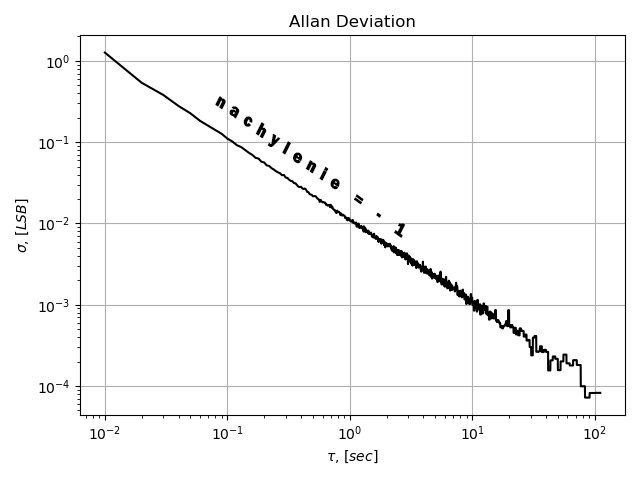 Allan Deviation
10⁰
10⁻¹
10⁻²
10⁻³
10⁻⁴
σ, [LSB]
nachylenie = -1
10⁻² 10⁻¹ 10⁰ 10¹ 10²
τ, [sec]